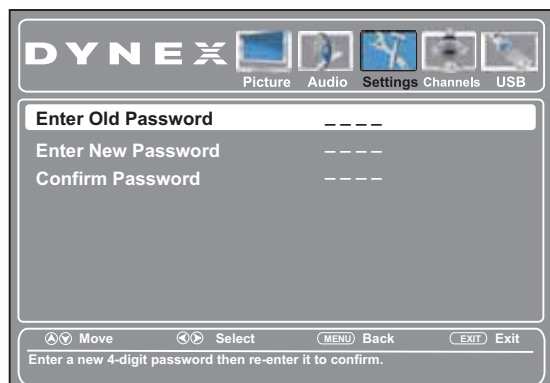 DYNEX
Picture Audio Settings Channels USB
Enter Old Password _ _ _ _
Enter New Password _ _ _ _
Confirm Password _ _ _ _
Move Select MENU Back EXIT Exit
Enter a new 4-digit password then re-enter it to confirm.